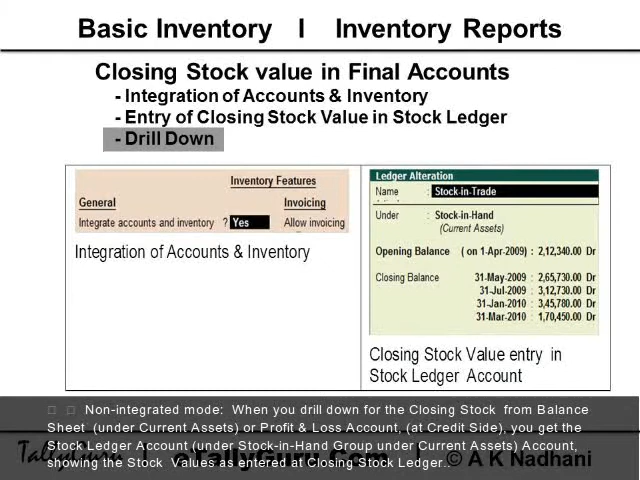 Basic Inventory I Inventory Reports
Closing Stock value in Final Accounts
- Integration of Accounts & Inventory
- Entry of Closing Stock Value in Stock Ledger
- Drill Down
Inventory Features
General Invoicing
Integrate accounts and inventory ? Yes Allow invoicing
Integration of Accounts & Inventory
Ledger Alteration
Name : Stock-in-Trade
Under : Stock-in-Hand
(Current Assets)
Opening Balance ( on 1-Apr-2009) : 2,12,340.00 Dr
Closing Balance 31-May-2009 : 2,65,730.00 Dr
31-Jul-2009 : 3,12,730.00 Dr
31-Jan-2010 : 3,45,780.00 Dr
31-Mar-2010 : 1,70,450.00 Dr
Closing Stock Value entry in
Stock Ledger Account
Non-integrated mode: When you drill down for the Closing Stock from Balance
Sheet (under Current Assets) or Profit & Loss Account, (at Credit Side), you get the
Stock Ledger Account (under Stock-in-Hand Group under Current Assets) Account,
showing the Stock Values as entered at Closing Stock Ledger..
TallyGuru I eTallyGuru.Com I © A K Nadhani